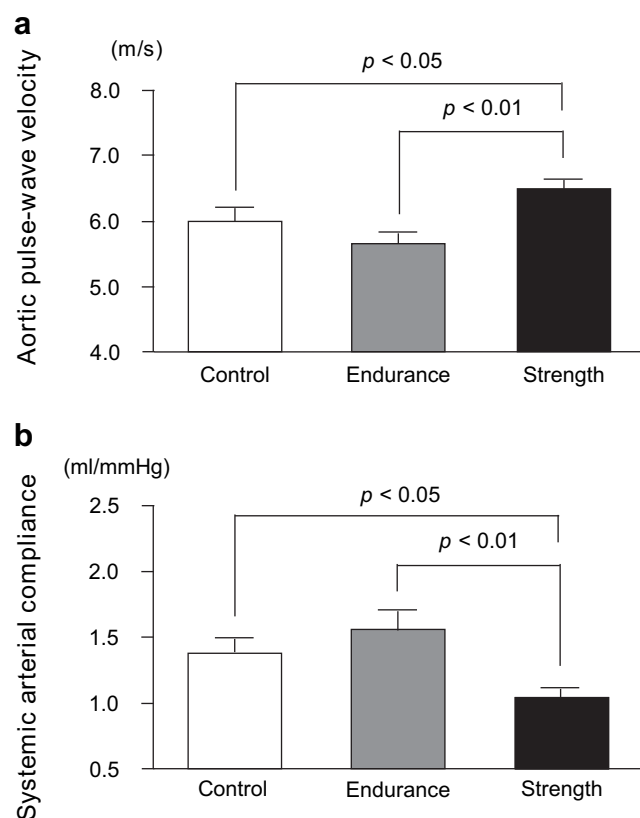 a
(m/s)
Aortic pulse-wave velocity
p < 0.05
p < 0.01
8.0
7.0
6.0
5.0
4.0
Control Endurance Strength
b
(ml/mmHg)
Systemic arterial compliance
p < 0.05
p < 0.01
2.5
2.0
1.5
1.0
0.5
Control Endurance Strength